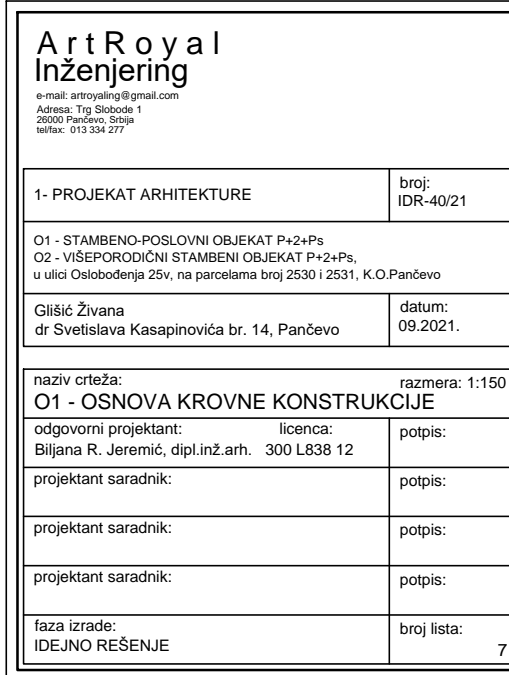 ArtRoyal
Inženjering
e-mail: artroyaling@gmail.com
Adresa: Trg Slobode 1
26000 Pančevo, Srbija
tel/fax: 013 334 277
1- PROJEKAT ARHITEKTURE
broj:
IDR-40/21
O1 - STAMBENO-POSLOVNI OBJEKAT P+2+Ps
O2 - VIŠEPORODIČNI STAMBENI OBJEKAT P+2+Ps,
u ulici Oslobođenja 25v, na parcelama broj 2530 i 2531, K.O.Pančevo
Glišić Živana
dr Svetislava Kasapinovića br. 14, Pančevo
datum:
09.2021.
naziv crteža: razmera: 1:150
O1 - OSNOVA KROVNE KONSTRUKCIJE
odgovorni projektant: licenca: potpis:
Biljana R. Jeremić, dipl.inž.arh. 300 L838 12
projektant saradnik: potpis:
projektant saradnik: potpis:
projektant saradnik: potpis:
faza izrade: broj lista:
IDEJNO REŠENJE 7